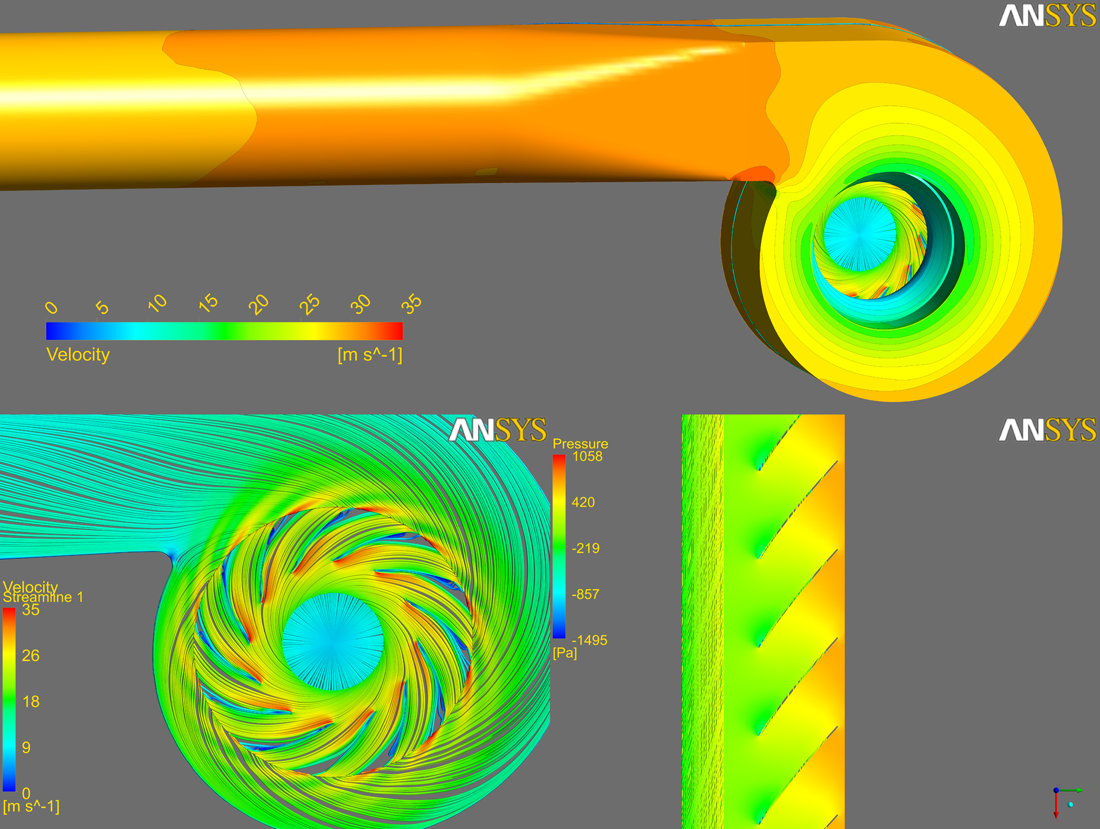 ANSYS
0 5 10 15 20 25 30 35
Velocity [m s^-1]
ANSYS
Velocity
Streamline 1
35
26
18
9
0
[m s^-1]
Pressure
1058
420
-219
-857
-1495
[Pa]
ANSYS